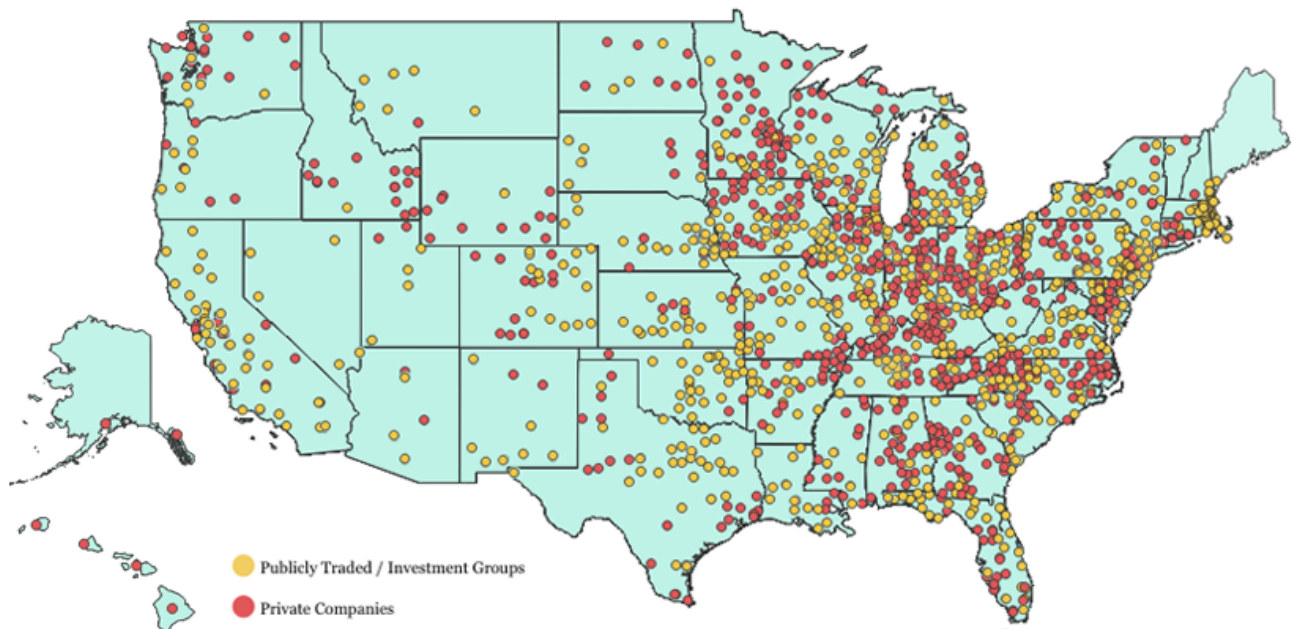 Publicly Traded / Investment Groups
Private Companies